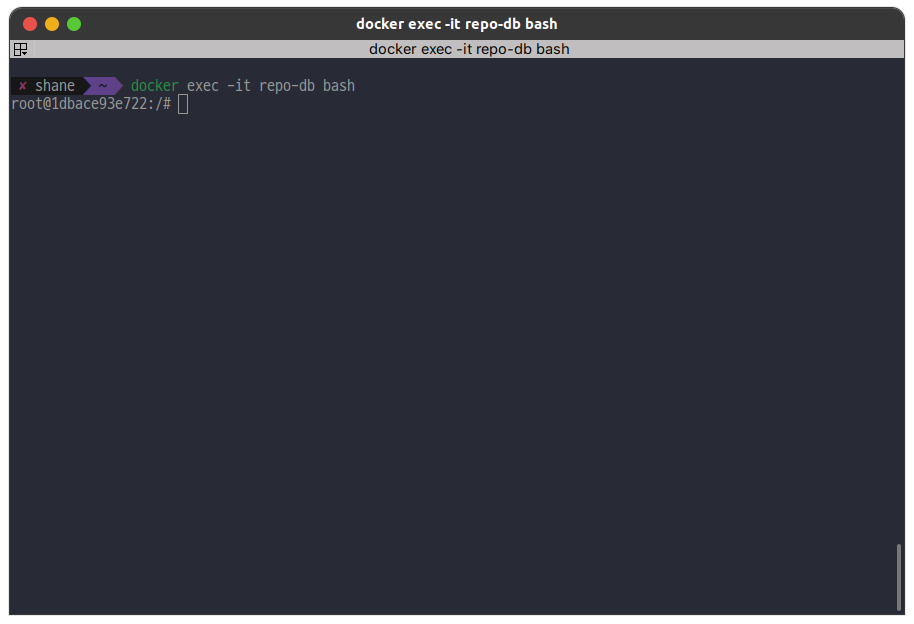 docker exec -it repo-db bash
docker exec -it repo-db bash
✘ shane ~ docker exec -it repo-db bash
root@1dbace93e722:/#